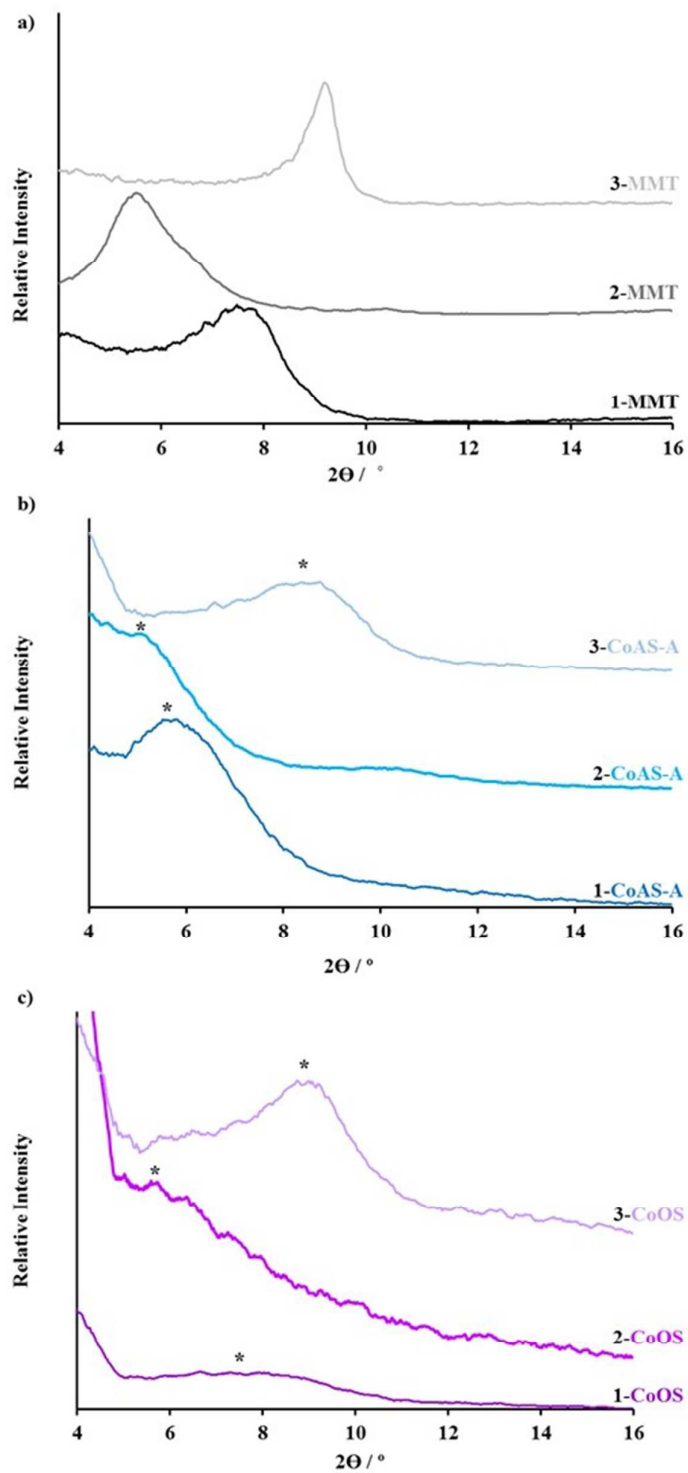 a)
Relative Intensity
3-MMT
2-MMT
1-MMT
4 6 8 10 12 14 16
2Θ / °
b)
Relative Intensity
*
3-CoAS-A
*
2-CoAS-A
*
1-CoAS-A
4 6 8 10 12 14 16
2Θ / º
c)
Relative Intensity
*
3-CoOS
*
2-CoOS
*
1-CoOS
4 6 8 10 12 14 16
2Θ / º